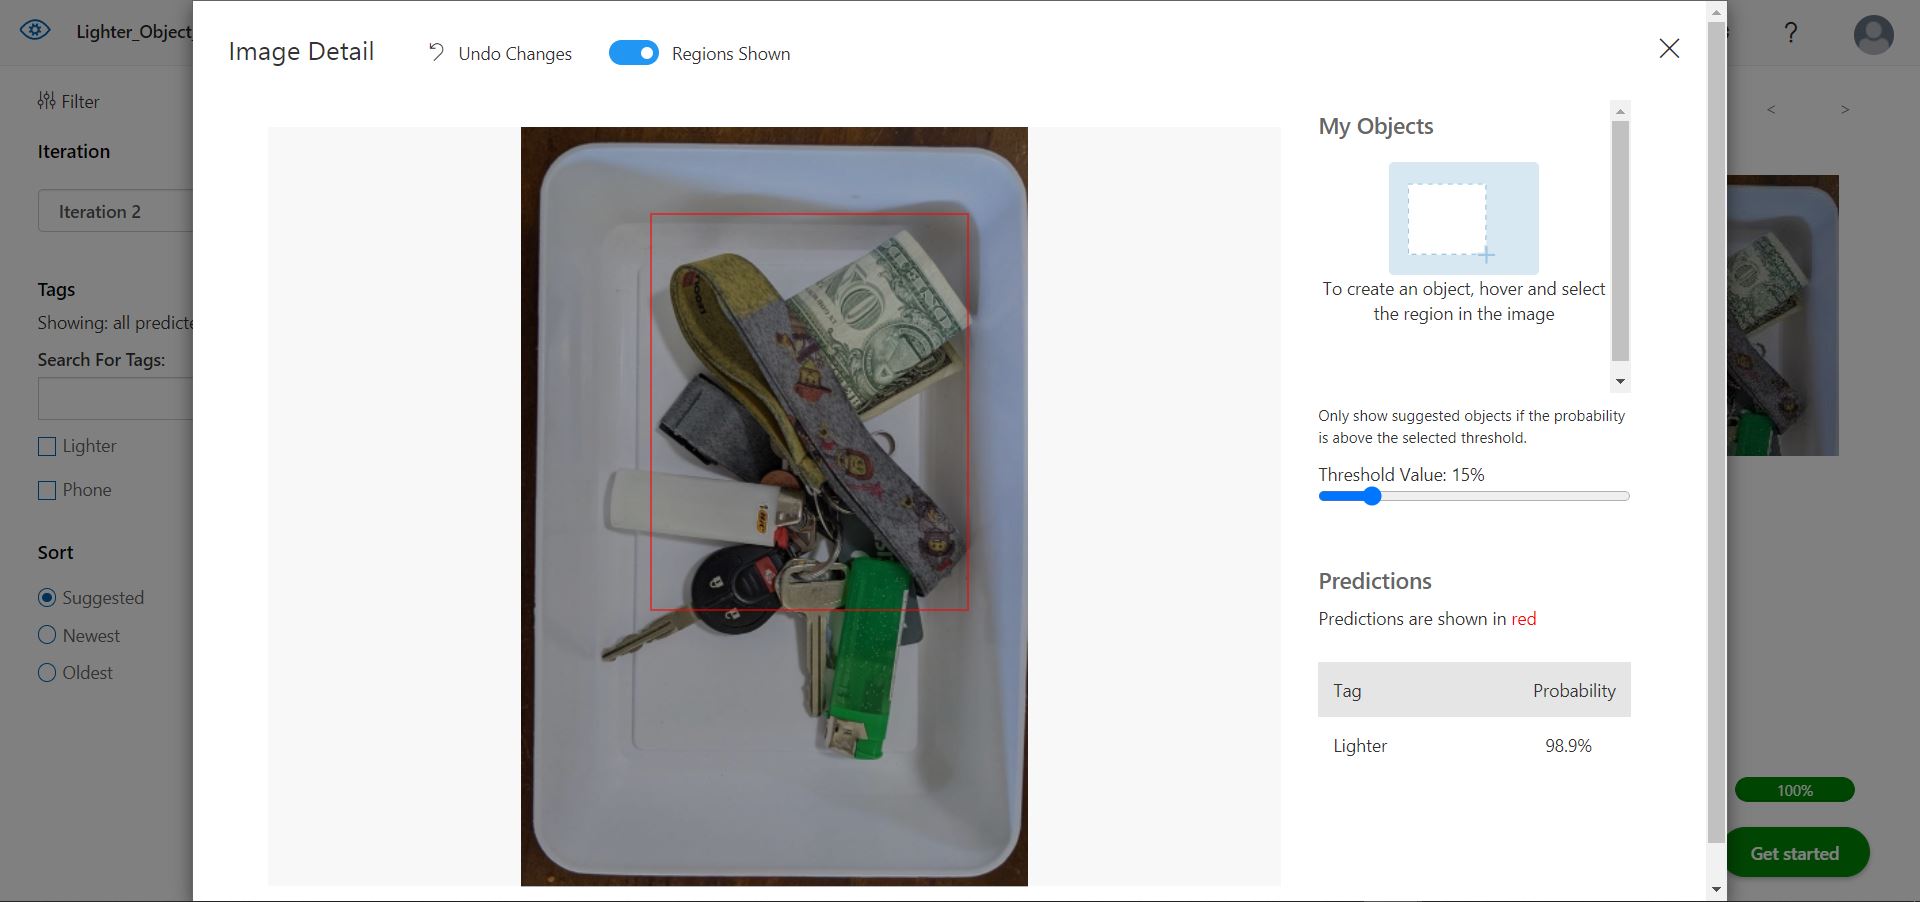 Lighter_Object_
Image Detail
Undo Changes
Regions Shown
?
Filter
Iteration
Iteration 2
Tags
Showing: all predicte
Search For Tags:
Lighter
Phone
Sort
Suggested
Newest
Oldest
BIC
My Objects
To create an object, hover and select
the region in the image
Only show suggested objects if the probability
is above the selected threshold.
Threshold Value: 15%
Predictions
Predictions are shown in red
Tag Probability
Lighter 98.9%
< >
100%
Get started